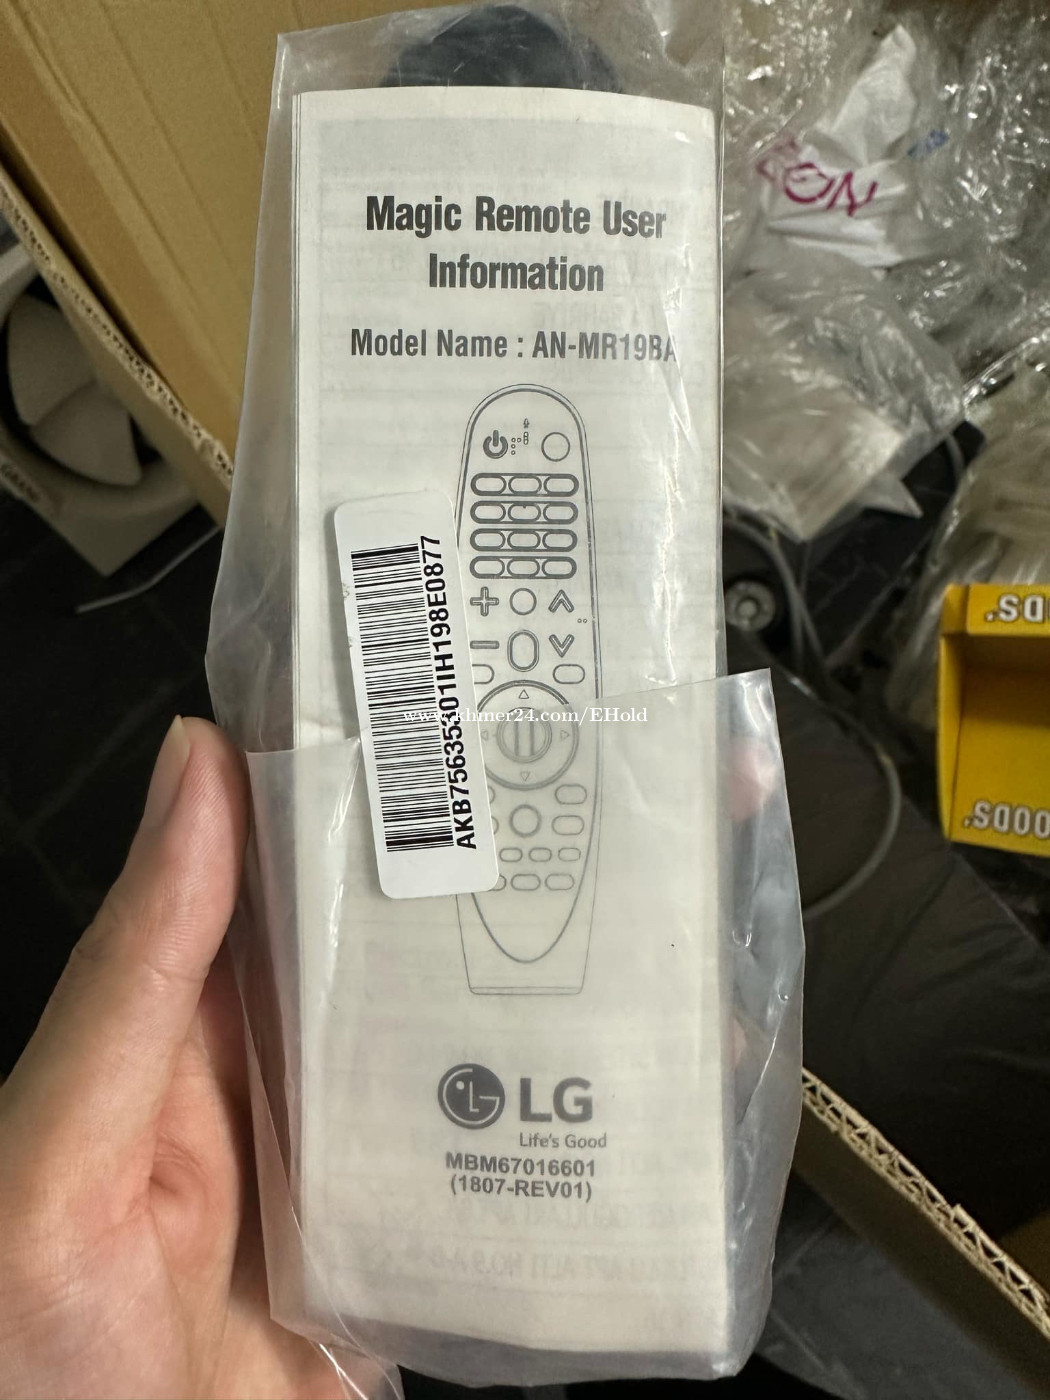 Magic Remote User
Information
Model Name : AN-MR19BA
AKB75635301IH198E0877
www.khmer24.com/EHold
LG
Life's Good
MBM67016601
(1807-REV01)